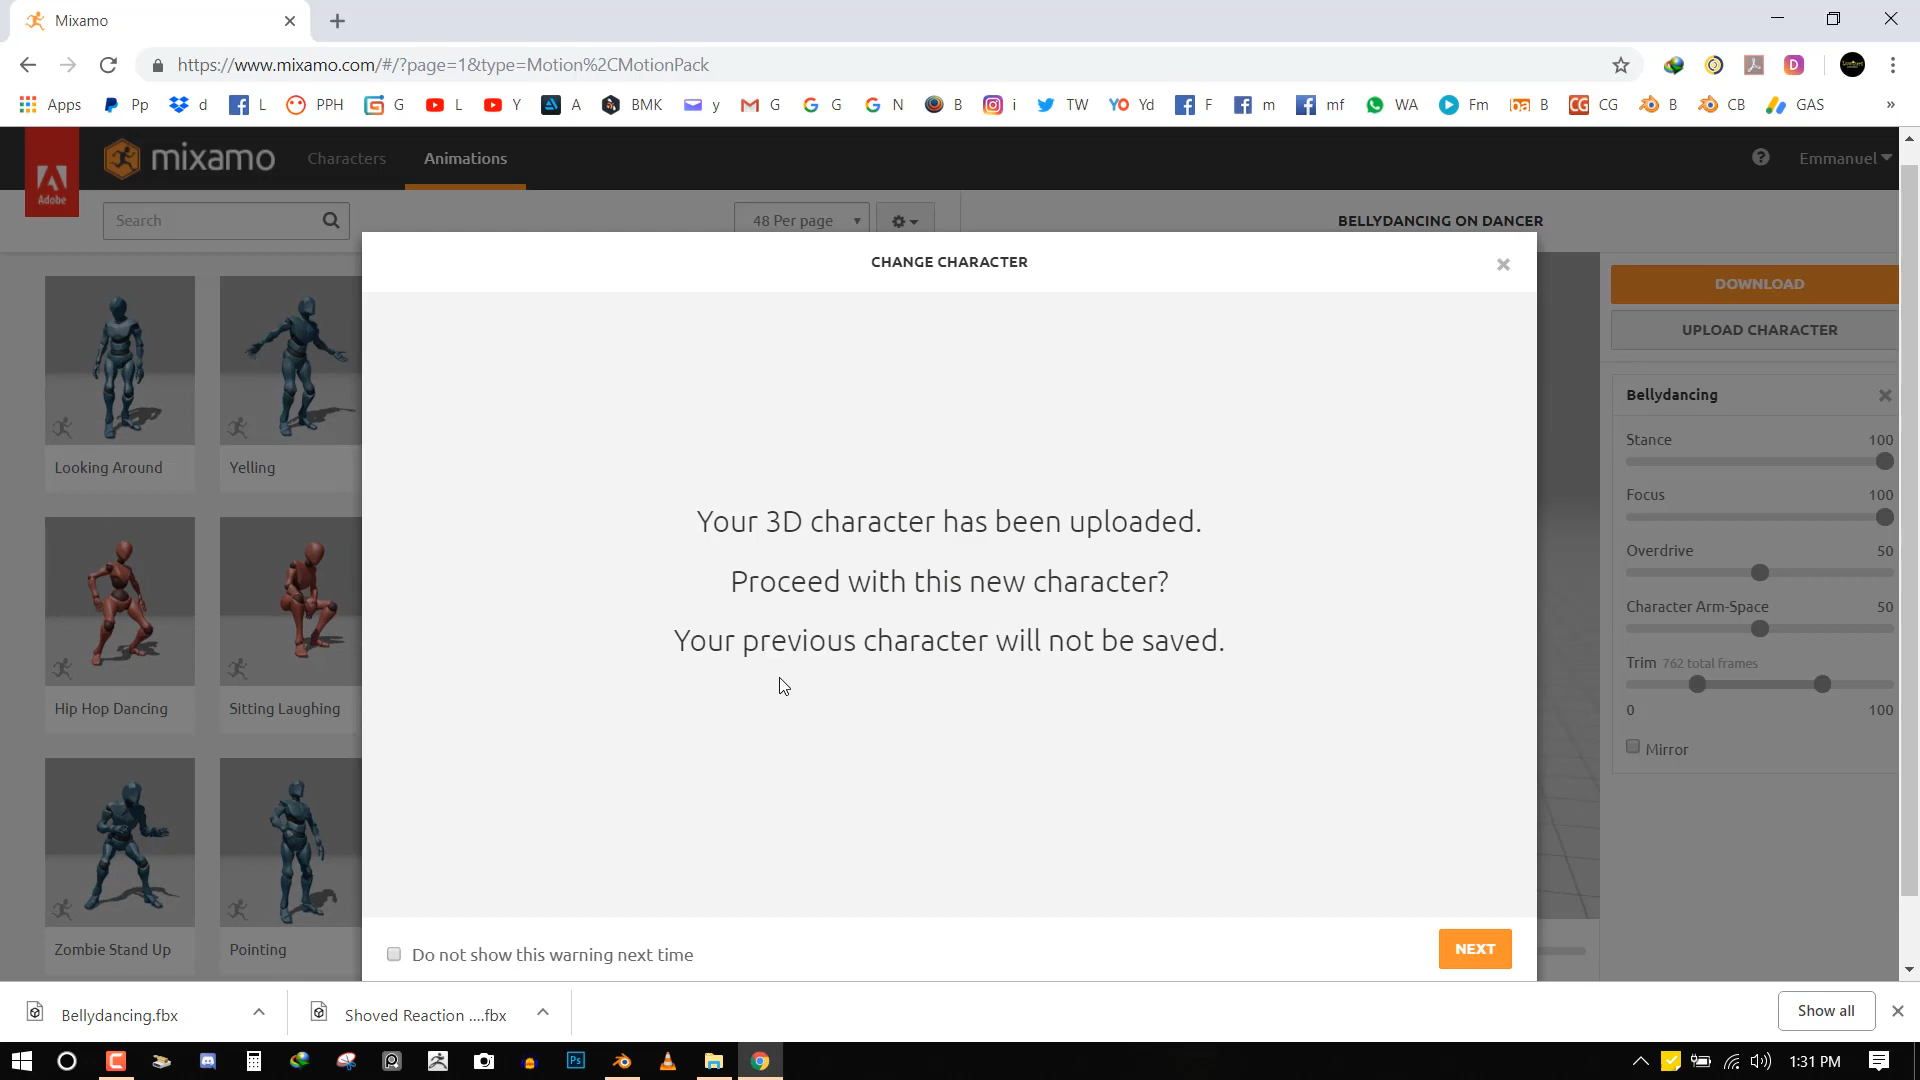 Mixamo
https://www.mixamo.com/#/?page=1&type=Motion%2CMotionPack
D
Apps Pp d L PPH G L Y A BMK y G G N B i TW Yd F m mf WA Fm B CG B CB GAS »
Adobe
mixamo Characters Animations Emmanuel
Search 48 Per page BELLYDANCING ON DANCER
CHANGE CHARACTER
DOWNLOAD
UPLOAD CHARACTER
Bellydancing
Stance 100
Looking Around Yelling
Focus 100
Your 3D character has been uploaded.
Overdrive 50
Proceed with this new character?
Character Arm-Space 50
Your previous character will not be saved.
Trim 762 total frames
Hip Hop Dancing Sitting Laughing
0 100
Mirror
Zombie Stand Up Pointing
Do not show this warning next time NEXT
Bellydancing.fbx Shoved Reaction ....fbx Show all
Ps 1:31 PM